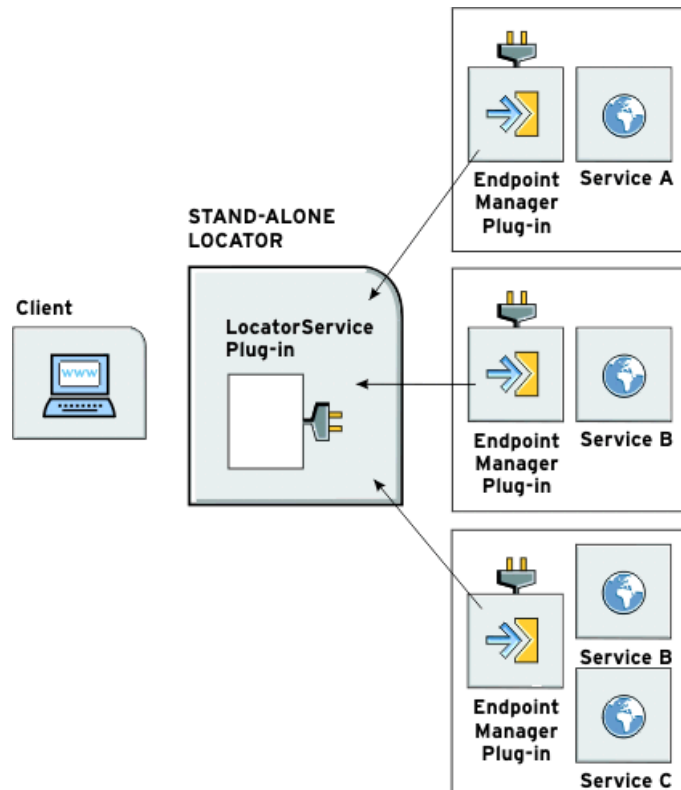 Endpoint
Manager
Plug-in
Service A
STAND-ALONE
LOCATOR
Client
WWW
LocatorService
Plug-in
Endpoint
Manager
Plug-in
Service B
Endpoint
Manager
Plug-in
Service B
Service C